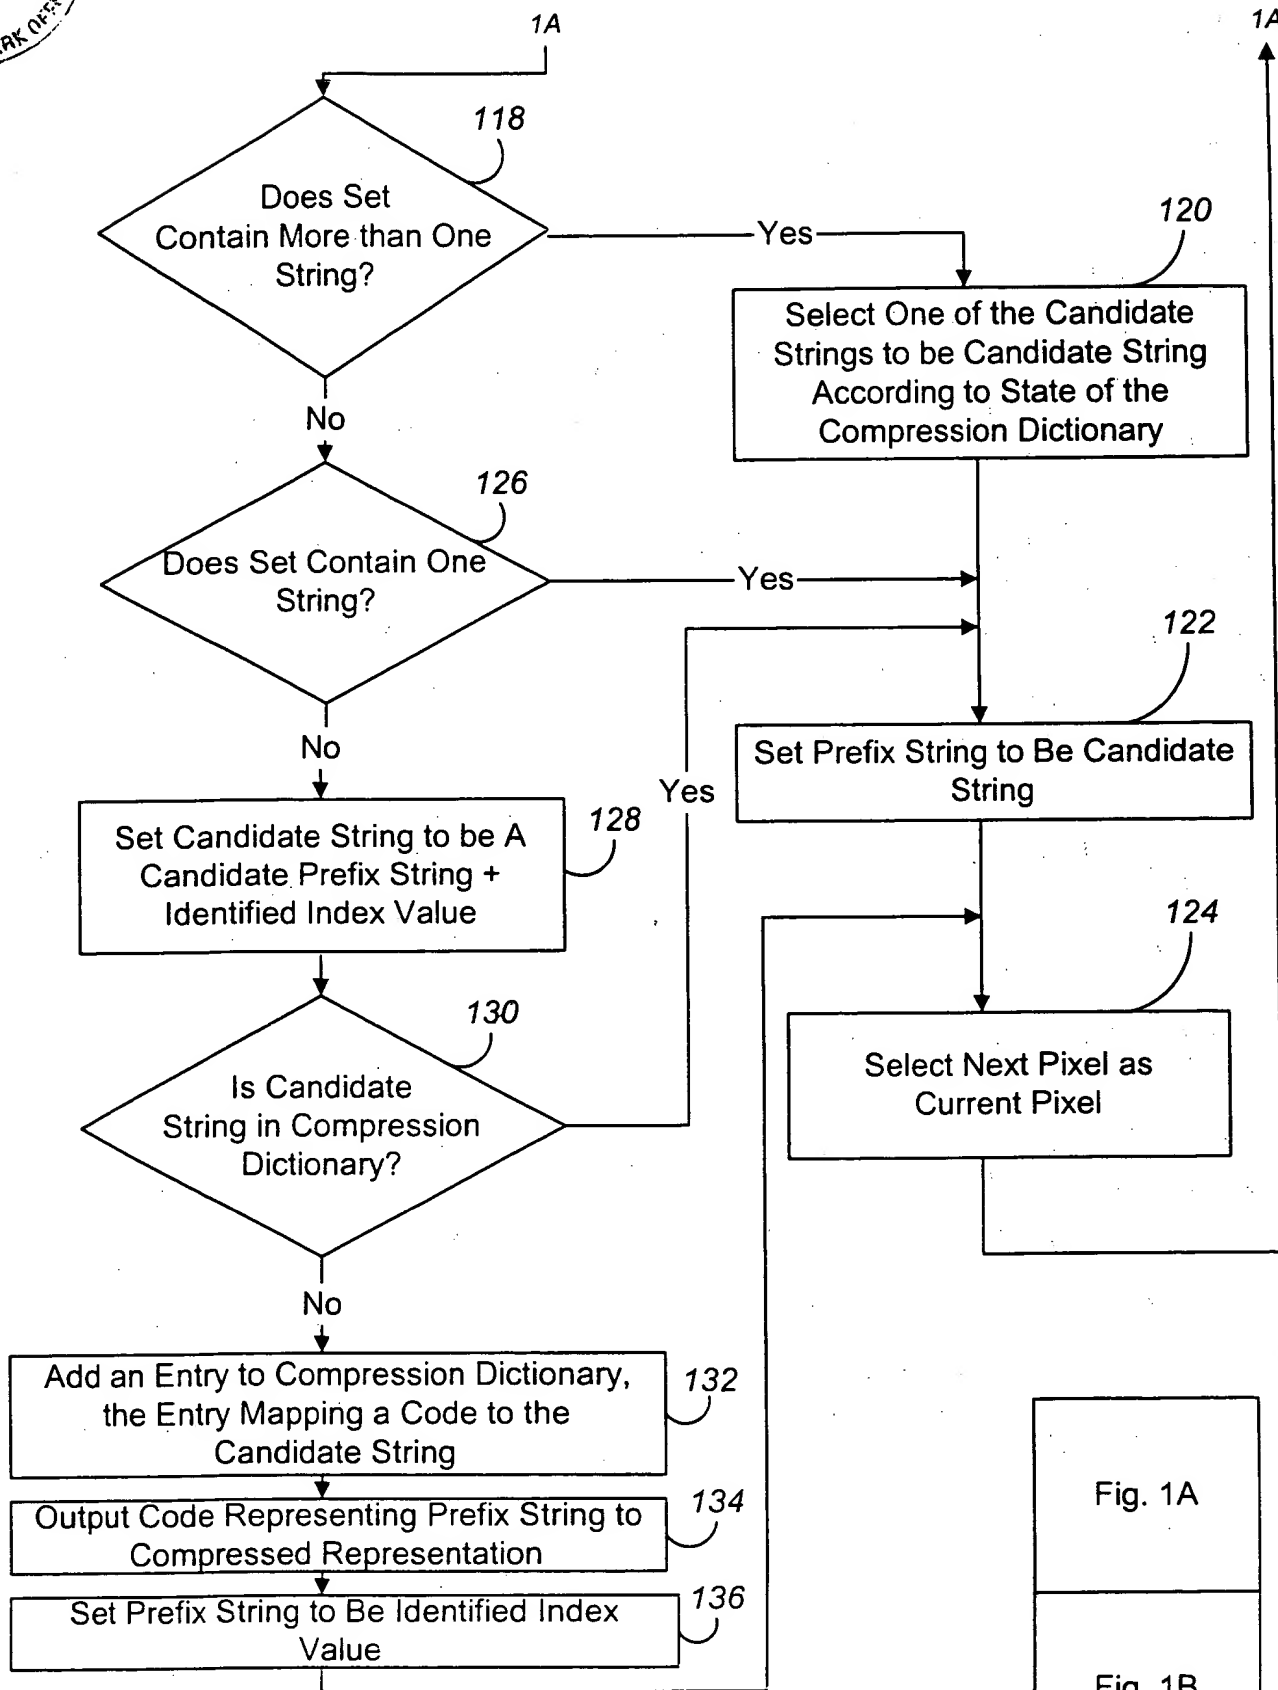 1A
1A
118
Does Set
Contain More than One
String?
Yes
120
Select One of the Candidate
Strings to be Candidate String
According to State of the
Compression Dictionary
No
126
Does Set Contain One
String?
Yes
122
Set Prefix String to Be Candidate
String
No
Yes
128
Set Candidate String to be A
Candidate Prefix String +
Identified Index Value
124
Select Next Pixel as
Current Pixel
130
Is Candidate
String in Compression
Dictionary?
No
132
Add an Entry to Compression Dictionary,
the Entry Mapping a Code to the
Candidate String
134
Output Code Representing Prefix String to
Compressed Representation
136
Set Prefix String to Be Identified Index
Value
Fig. 1A
Fig. 1B